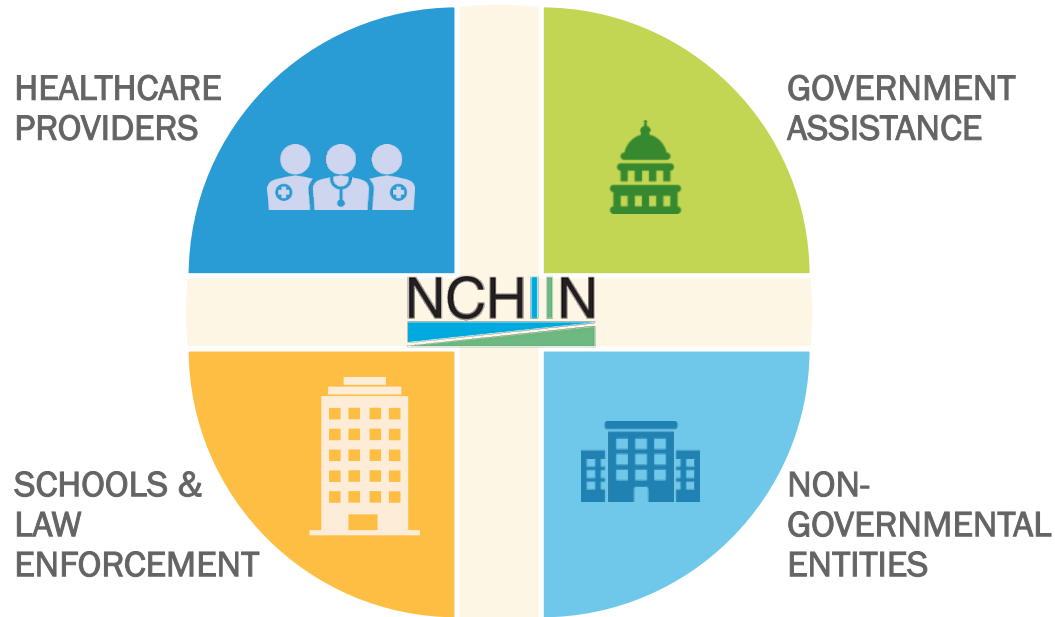 HEALTHCARE
PROVIDERS
GOVERNMENT
ASSISTANCE
NCHIIN
SCHOOLS &
LAW
ENFORCEMENT
NON-
GOVERNMENTAL
ENTITIES